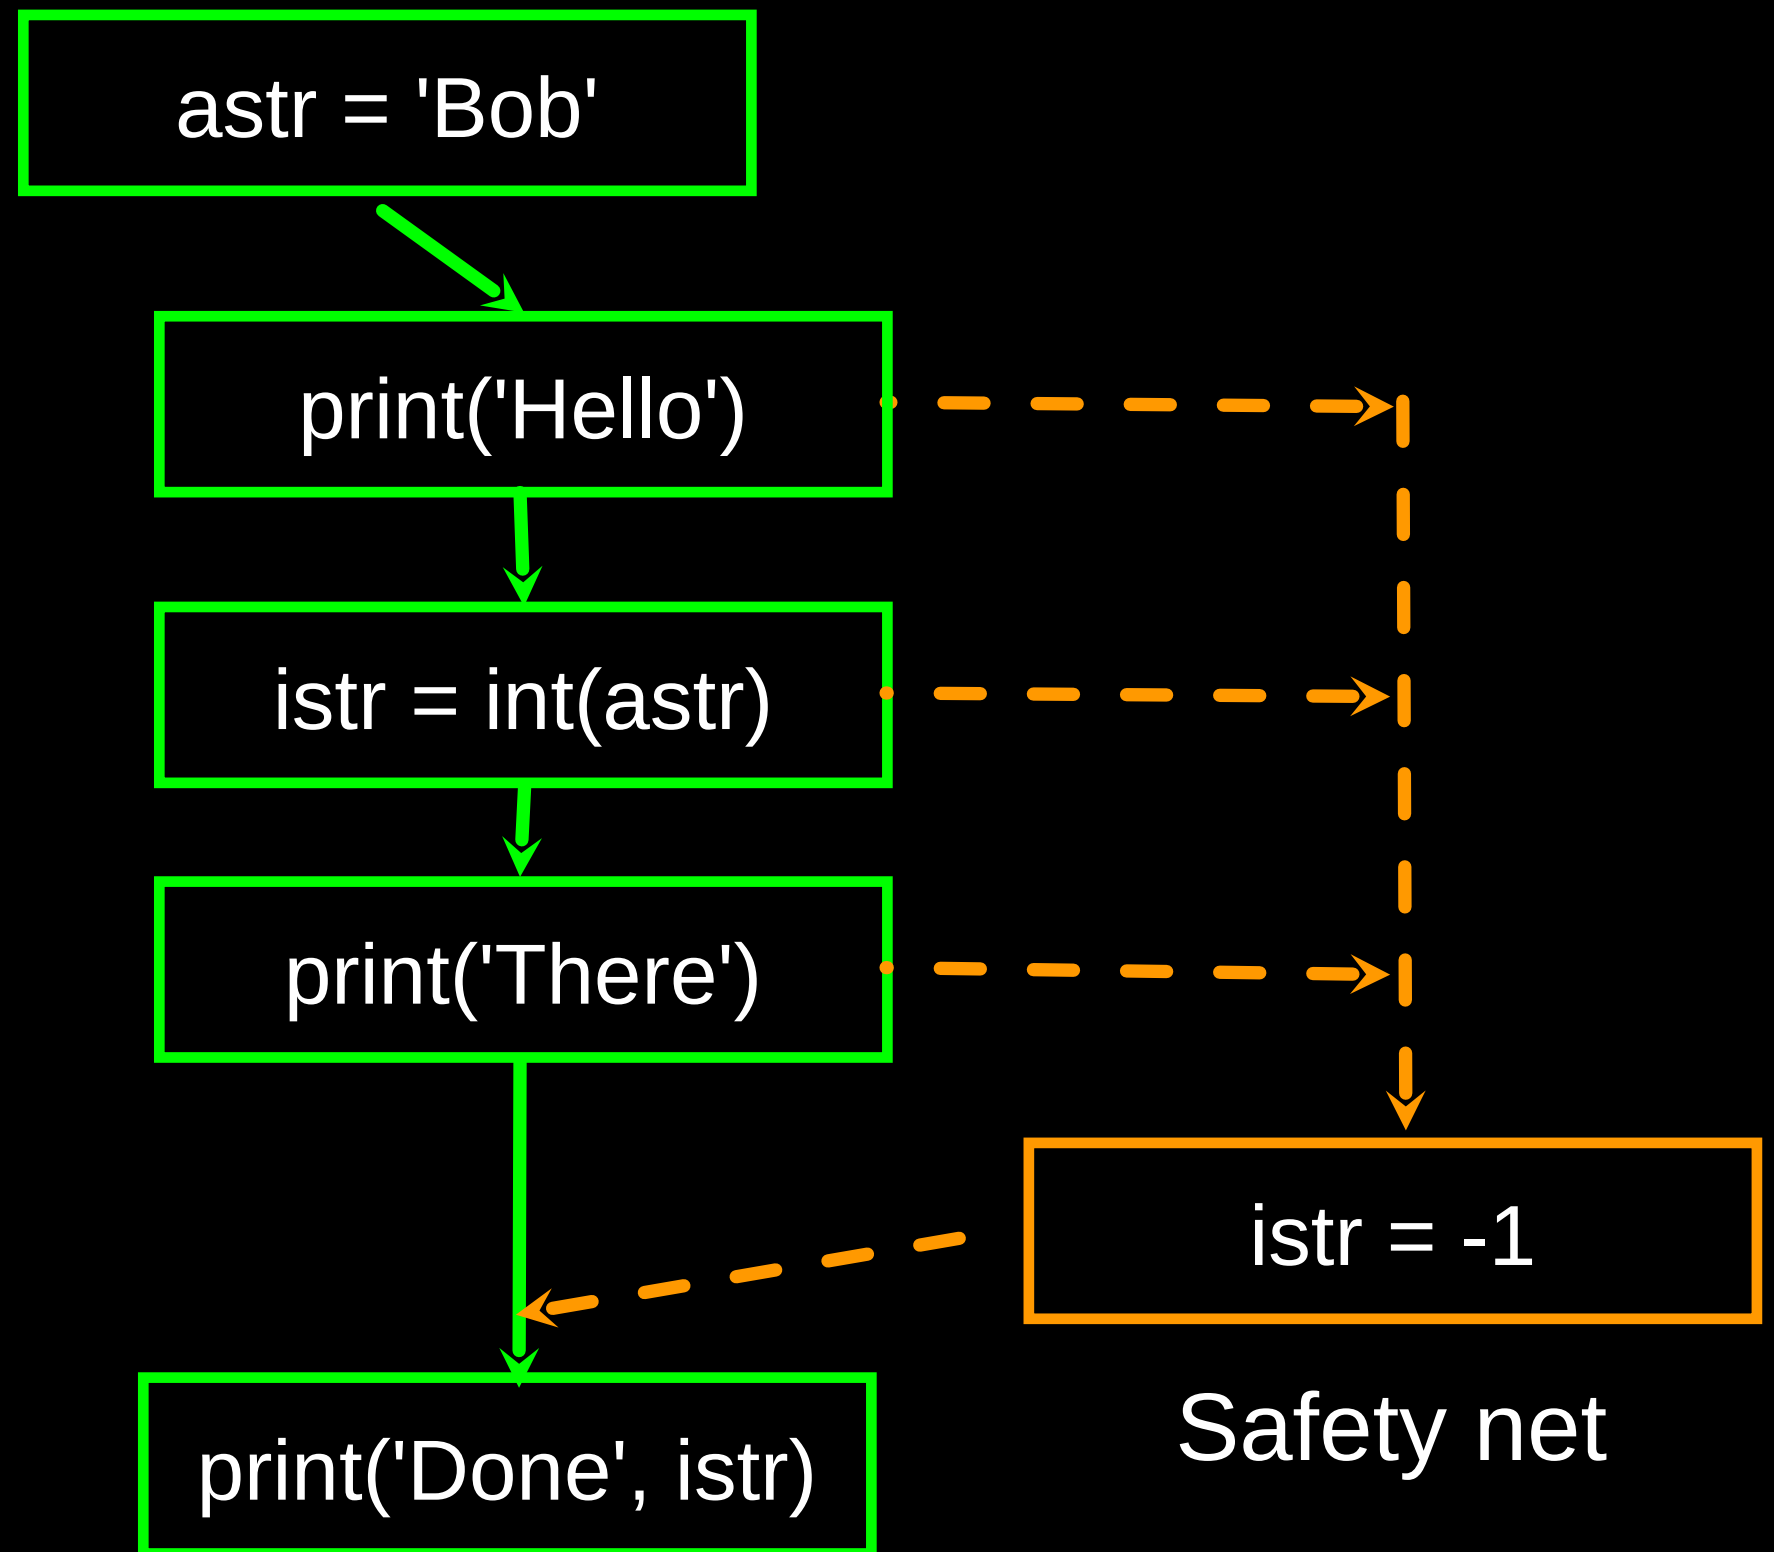 astr = 'Bob'
print('Hello')
istr = int(astr)
print('There')
istr = -1
Safety net
print('Done', istr)